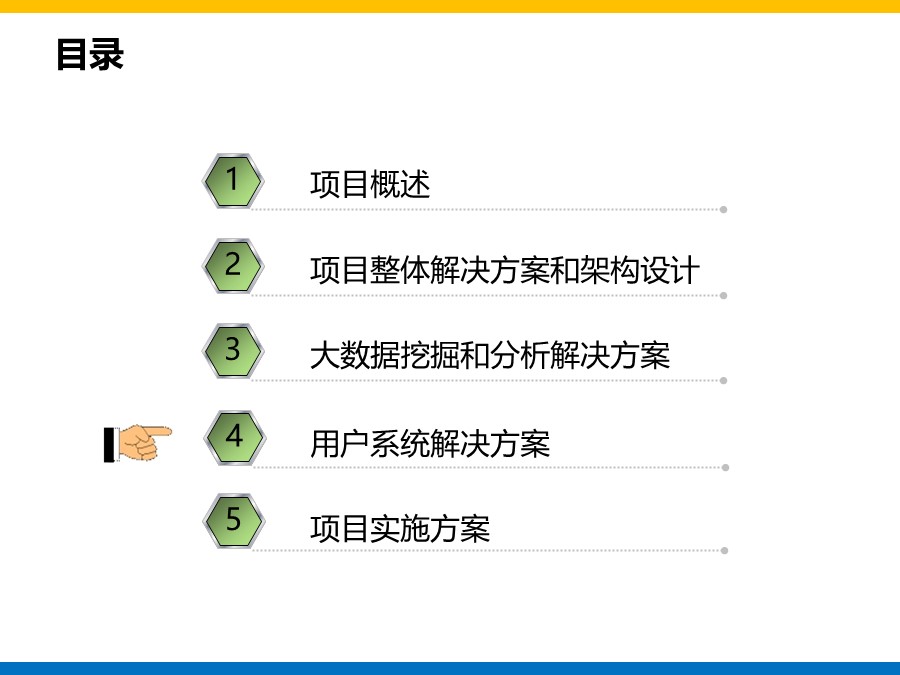 目录
1 项目概述
2 项目整体解决方案和架构设计
3 大数据挖掘和分析解决方案
4 用户系统解决方案
5 项目实施方案